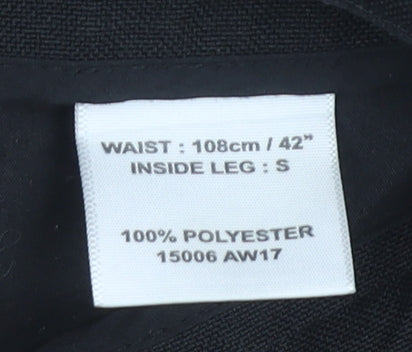 WAIST : 108cm / 42”
INSIDE LEG : S
100% POLYESTER
15006 AW17